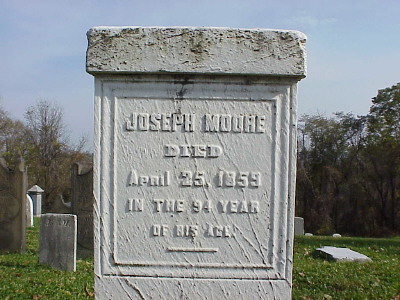 JOSEPH MOORE
DIED
April 25, 1859
IN THE 94 YEAR
OF HIS AGE.